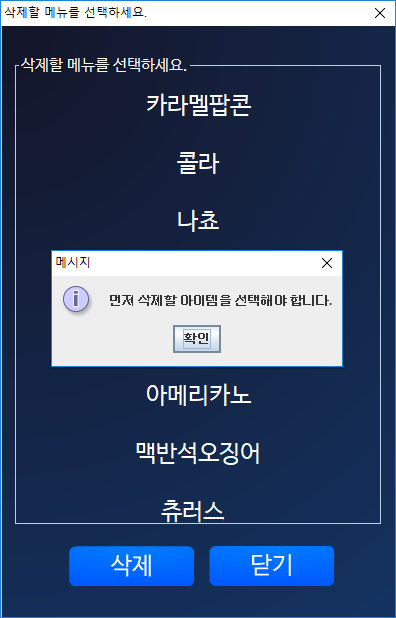 삭제할 메뉴를 선택하세요.
삭제할 메뉴를 선택하세요.
카라멜팝콘
콜라
나쵸
메시지
먼저 삭제할 아이템을 선택해야 합니다.
확인
아메리카노
맥반석오징어
츄러스
삭제 닫기